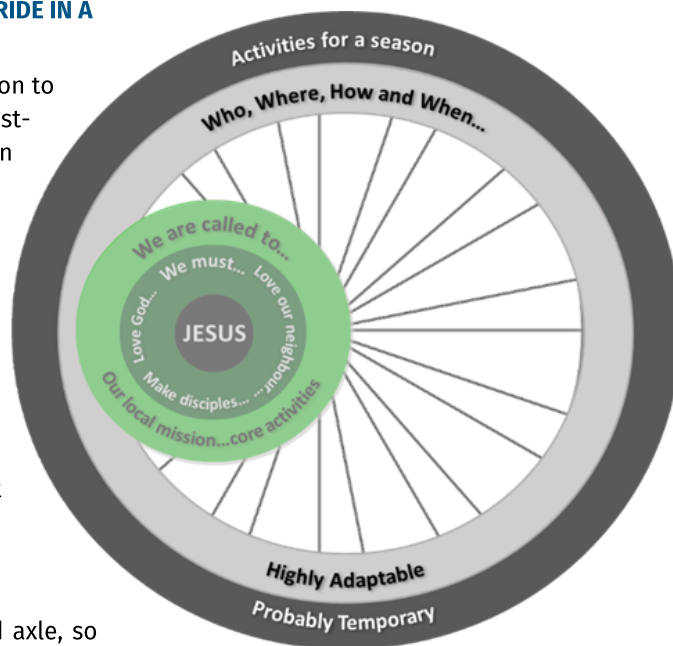 RIDE IN A
on to
st-
n
Activities for a season
Who, Where, How and When...
We are called to...
We must...
Love God...
Love our neighbour...
JESUS
Make disciples...
Our local mission...core activities
Highly Adaptable
Probably Temporary
l axle, so